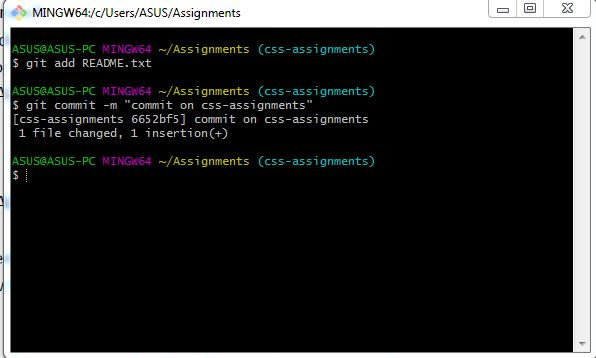 MINGW64:/c/Users/ASUS/Assignments
ASUS@ASUS-PC MINGW64 ~/Assignments (css-assignments)
$ git add README.txt
ASUS@ASUS-PC MINGW64 ~/Assignments (css-assignments)
$ git commit -m "commit on css-assignments"
[css-assignments 6652bf5] commit on css-assignments
 1 file changed, 1 insertion(+)
ASUS@ASUS-PC MINGW64 ~/Assignments (css-assignments)
$